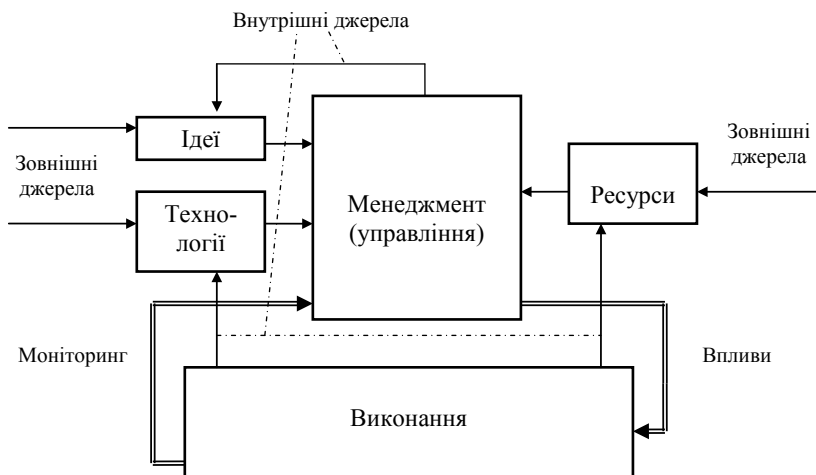 Внутрішні джерела
Ідеї
Зовнішні
джерела
Техно-
логії
Менеджмент
(управління)
Ресурси
Зовнішні
джерела
Моніторинг
Впливи
Виконання